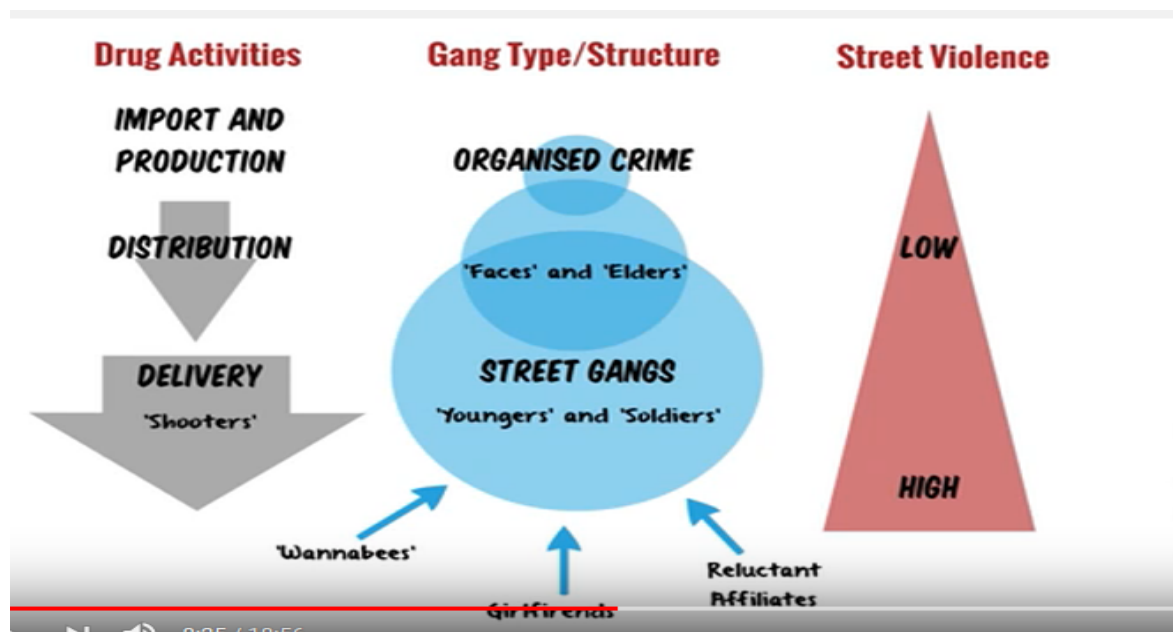 Drug Activities
Gang Type/Structure
Street Violence
IMPORT AND
PRODUCTION
DISTRIBUTION
DELIVERY
'Shooters'
ORGANISED CRIME
'Faces' and 'Elders'
STREET GANGS
'Youngers' and 'Soldiers'
'Wannabees'
Girlfirends
Reluctant
Affiliates
LOW
HIGH